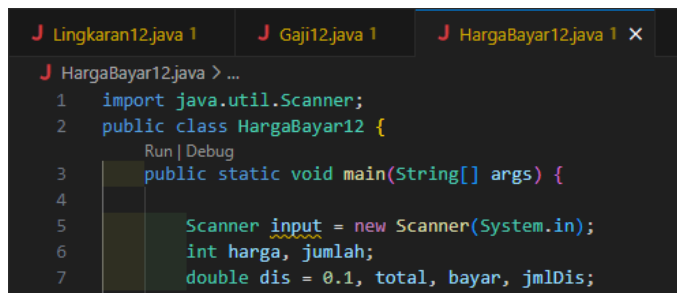 J Lingkaran12.java 1 J Gaji12.java 1 J HargaBayar12.java 1 ×
J HargaBayar12.java > ...
1 import java.util.Scanner;
2 public class HargaBayar12 {
Run | Debug
3 public static void main(String[] args) {
4
5 Scanner input = new Scanner(System.in);
6 int harga, jumlah;
7 double dis = 0.1, total, bayar, jmlDis;